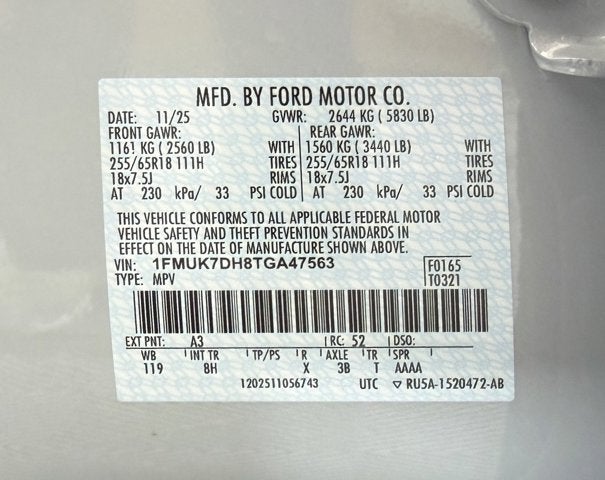 MFD. BY FORD MOTOR CO.
DATE: 11/25 GVWR: 2644 KG ( 5830 LB)
FRONT GAWR: REAR GAWR:
1161 KG ( 2560 LB) WITH 1560 KG ( 3440 LB) WITH
255/65R18 111H TIRES 255/65R18 111H TIRES
18x7.5J RIMS 18x7.5J RIMS
AT 230 kPa/ 33 PSI COLD AT 230 kPa/ 33 PSI COLD
THIS VEHICLE CONFORMS TO ALL APPLICABLE FEDERAL MOTOR
VEHICLE SAFETY AND THEFT PREVENTION STANDARDS IN
EFFECT ON THE DATE OF MANUFACTURE SHOWN ABOVE.
VIN: 1FMUK7DH8TGA47563 F0165
TYPE: MPV T0321
EXT PNT: A3 RC: 52 DSO:
WB INT TR TP/PS R AXLE TR SPR
119 8H X 3B T AAAA
1202511056743 UTC ▽ RU5A-1520472-AB